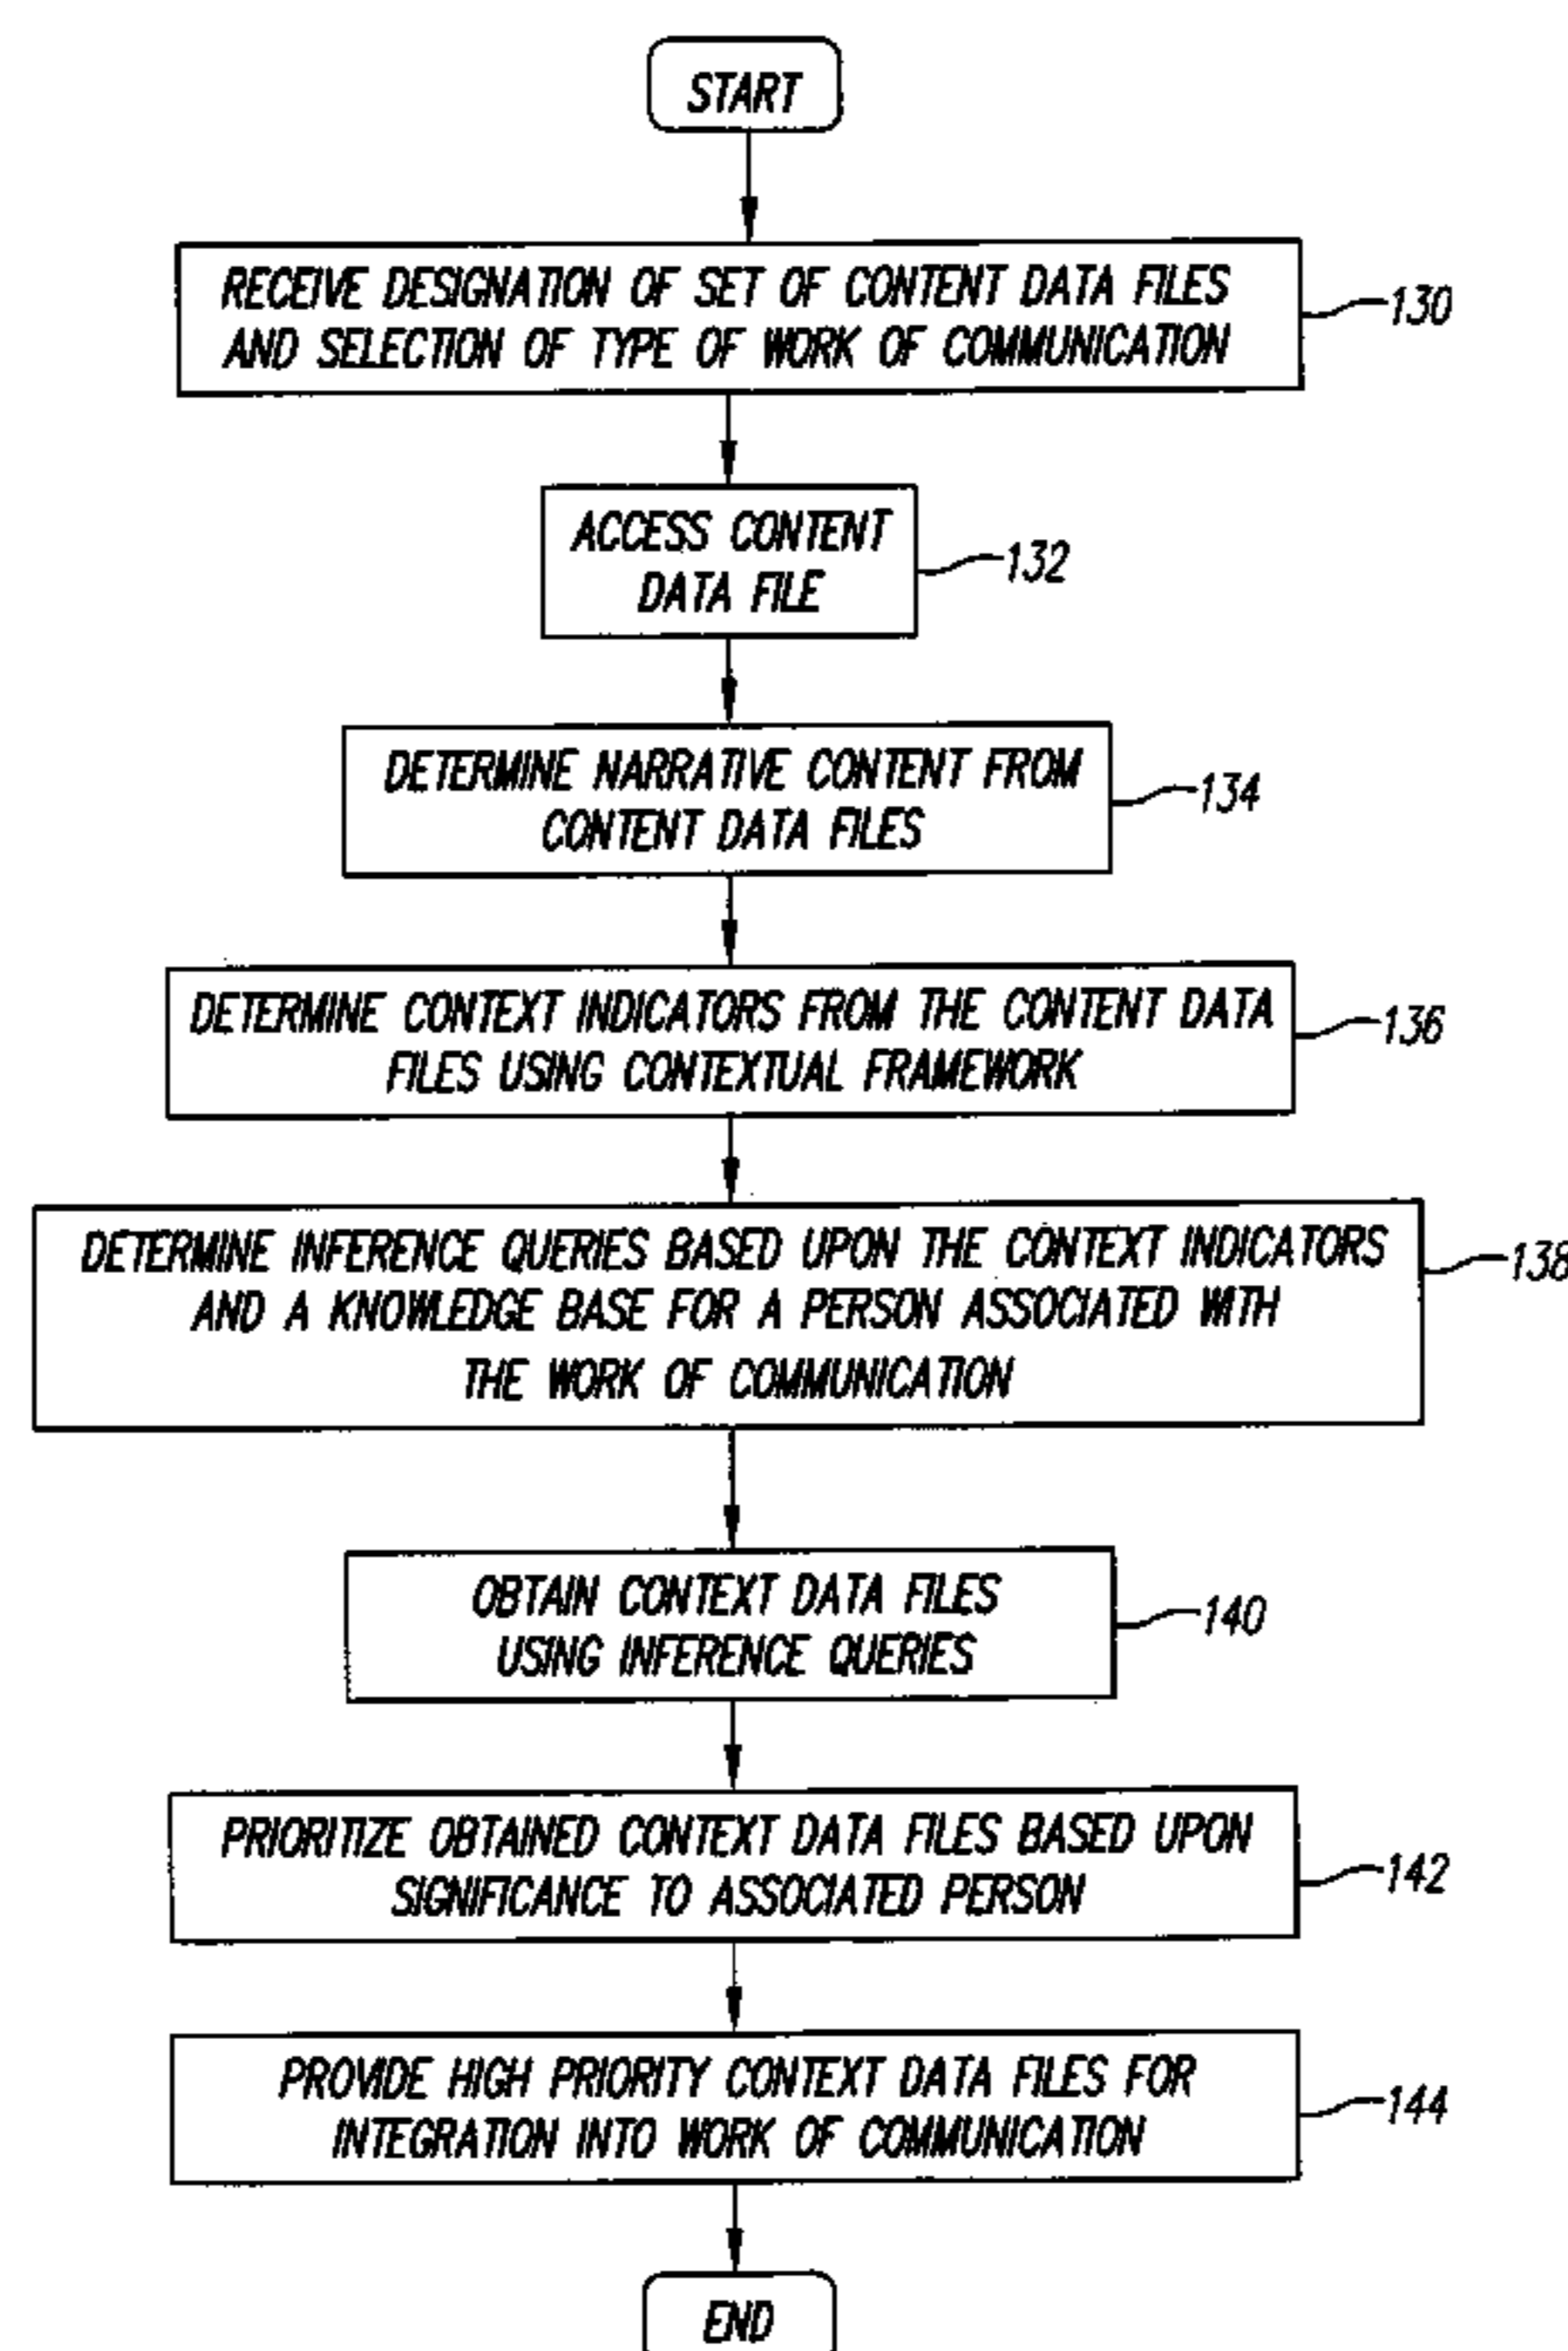 START
RECEIVE DESIGNATION OF SET OF CONTENT DATA FILES
AND SELECTION OF TYPE OF WORK OF COMMUNICATION
130
ACCESS CONTENT
DATA FILE
132
DETERMINE NARRATIVE CONTENT FROM
CONTENT DATA FILES
134
DETERMINE CONTEXT INDICATORS FROM THE CONTENT DATA
FILES USING CONTEXTUAL FRAMEWORK
136
DETERMINE INFERENCE QUERIES BASED UPON THE CONTEXT INDICATORS
AND A KNOWLEDGE BASE FOR A PERSON ASSOCIATED WITH
THE WORK OF COMMUNICATION
138
OBTAIN CONTEXT DATA FILES
USING INFERENCE QUERIES
140
PRIORITIZE OBTAINED CONTEXT DATA FILES BASED UPON
SIGNIFICANCE TO ASSOCIATED PERSON
142
PROVIDE HIGH PRIORITY CONTEXT DATA FILES FOR
INTEGRATION INTO WORK OF COMMUNICATION
144
END